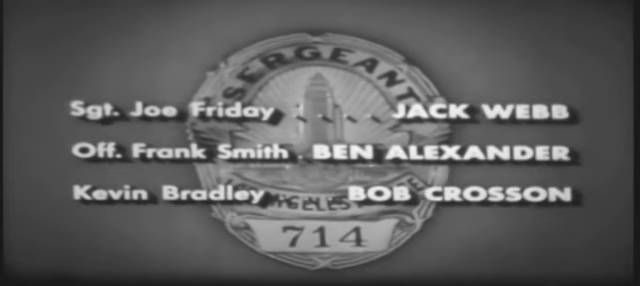 SERGEANT
Sgt. Joe Friday . . . . JACK WEBB
Off. Frank Smith . BEN ALEXANDER
Kevin Bradley BOB CROSSON
714